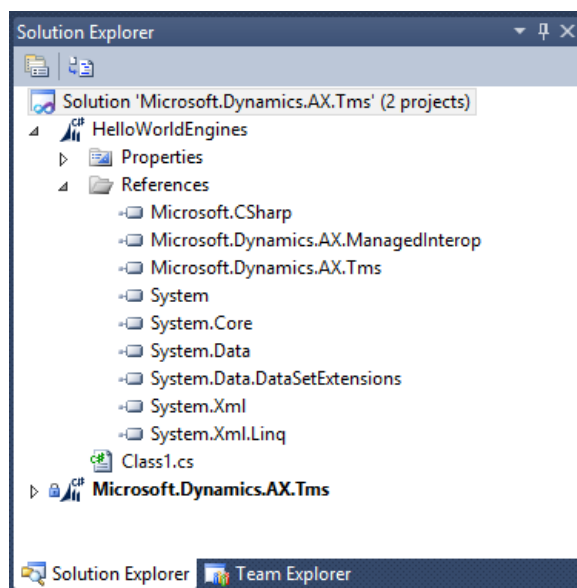 Solution Explorer
Solution 'Microsoft.Dynamics.AX.Tms' (2 projects)
HelloWorldEngines
Properties
References
Microsoft.CSharp
Microsoft.Dynamics.AX.ManagedInterop
Microsoft.Dynamics.AX.Tms
System
System.Core
System.Data
System.Data.DataSetExtensions
System.Xml
System.Xml.Linq
Class1.cs
Microsoft.Dynamics.AX.Tms
Solution Explorer Team Explorer